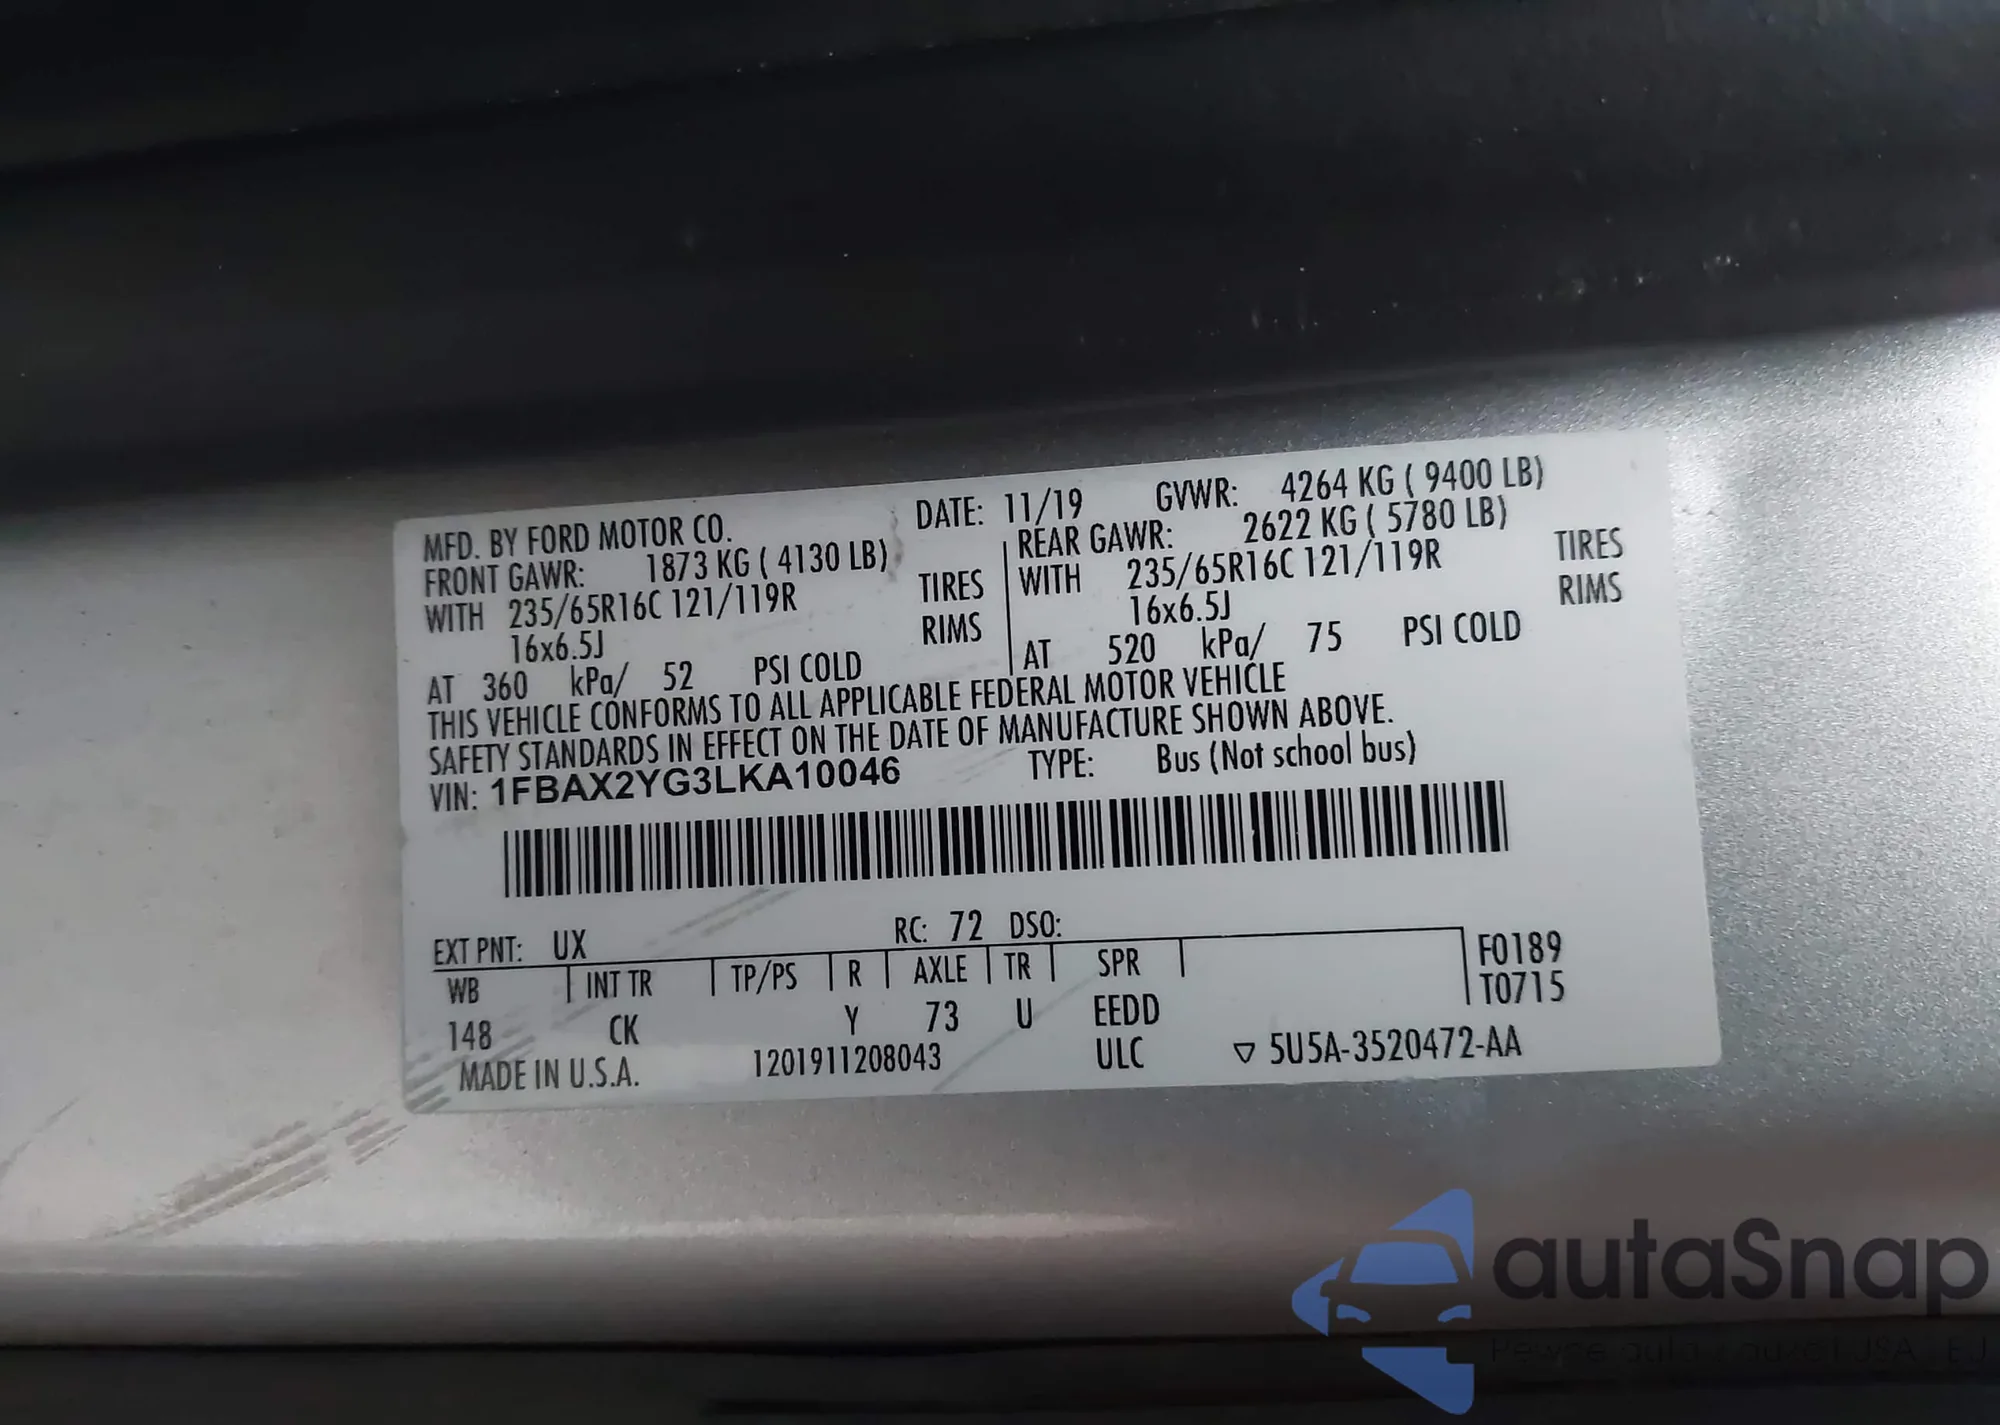 MFD. BY FORD MOTOR CO. DATE: 11/19 GVWR: 4264 KG ( 9400 LB)
FRONT GAWR: 1873 KG ( 4130 LB) REAR GAWR: 2622 KG ( 5780 LB)
WITH 235/65R16C 121/119R TIRES WITH 235/65R16C 121/119R TIRES
16x6.5J RIMS 16x6.5J RIMS
AT 360 kPa/ 52 PSI COLD AT 520 kPa/ 75 PSI COLD
THIS VEHICLE CONFORMS TO ALL APPLICABLE FEDERAL MOTOR VEHICLE
SAFETY STANDARDS IN EFFECT ON THE DATE OF MANUFACTURE SHOWN ABOVE.
VIN: 1FBAX2YG3LKA10046 TYPE: Bus (Not school bus)
EXT PNT: UX RC: 72 DSO:
WB INT TR TP/PS R AXLE TR SPR F0189
148 CK Y 73 U EEDD T0715
MADE IN U.S.A. 1201911208043 ULC ▽ 5U5A-3520472-AA
autaSnap
Pewne auta z aukcji USA i EU